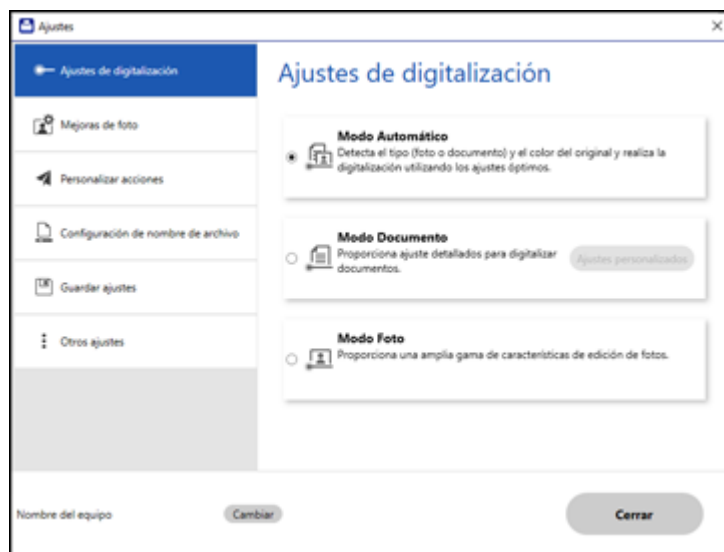 Ajustes
Ajustes de digitalización
Mejoras de foto
Personalizar acciones
Configuración de nombre de archivo
Guardar ajustes
Otros ajustes
Ajustes de digitalización
Modo Automático
Detecta el tipo (foto o documento) y el color del original y realiza la
digitalización utilizando los ajustes óptimos.
Modo Documento
Proporciona ajuste detallados para digitalizar
documentos.
Ajustes personalizados
Modo Foto
Proporciona una amplia gama de características de edición de fotos.
Nombre del equipo
Cambiar
Cerrar